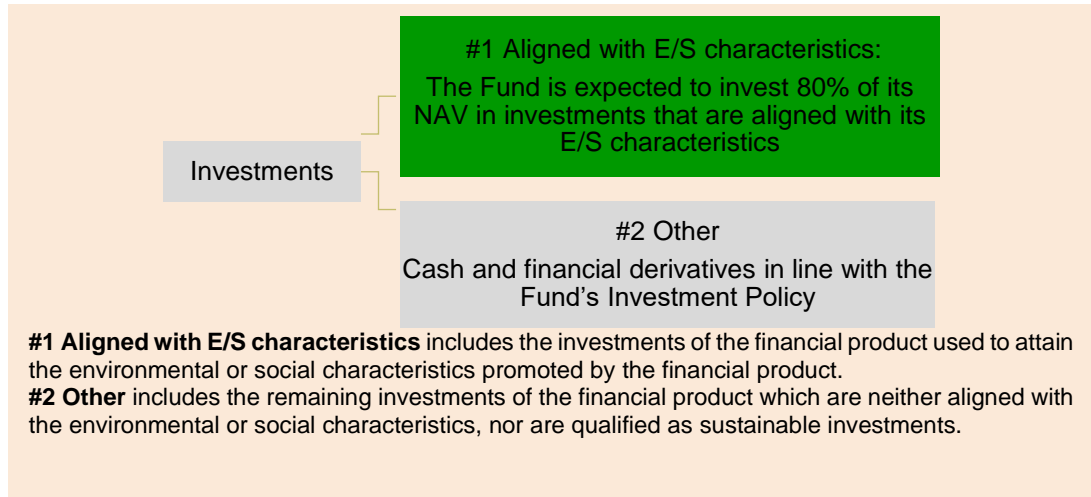 #1 Aligned with E/S characteristics:
The Fund is expected to invest 80% of its
NAV in investments that are aligned with its
E/S characteristics
Investments
#2 Other
Cash and financial derivatives in line with the
Fund's Investment Policy
#1 Aligned with E/S characteristics includes the investments of the financial product used to attain
the environmental or social characteristics promoted by the financial product.
#2 Other includes the remaining investments of the financial product which are neither aligned with
the environmental or social characteristics, nor are qualified as sustainable investments.